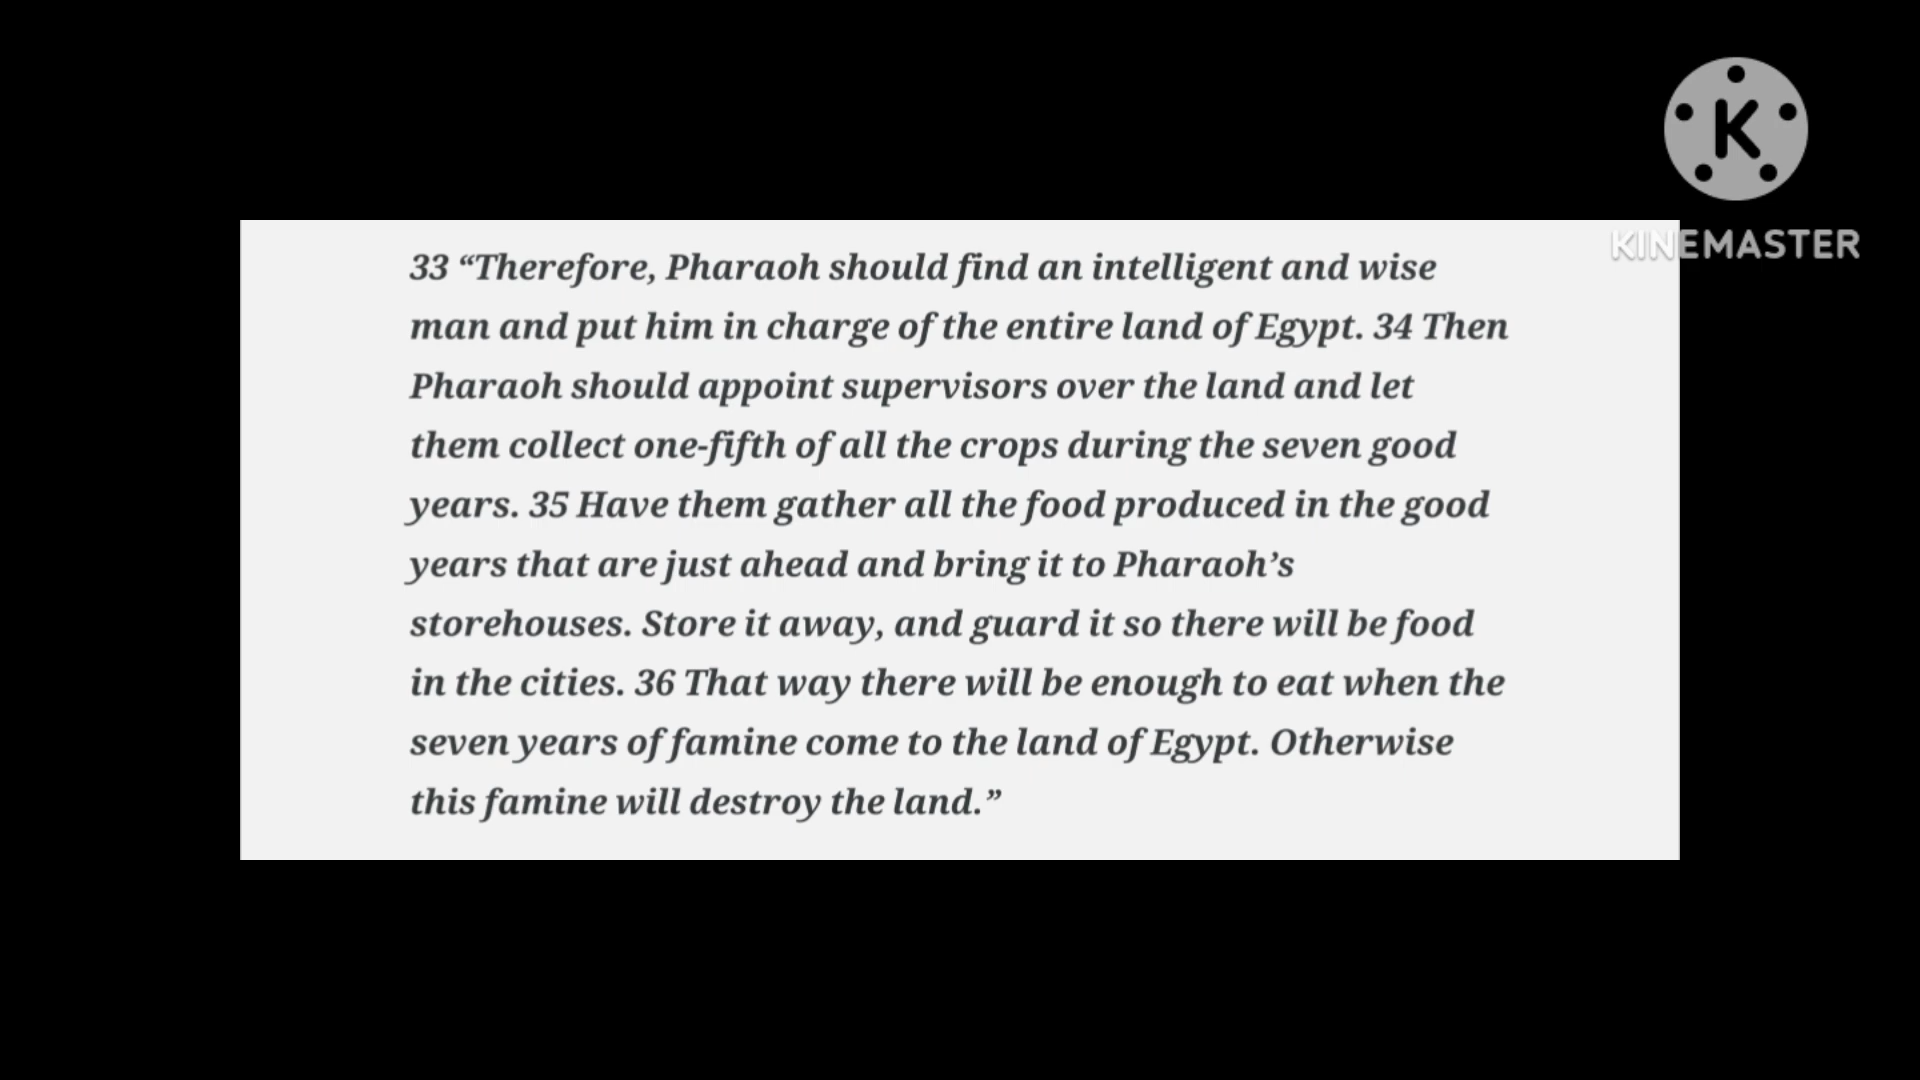 K
KINEMASTER
33 “Therefore, Pharaoh should find an intelligent and wise
man and put him in charge of the entire land of Egypt. 34 Then
Pharaoh should appoint supervisors over the land and let
them collect one-fifth of all the crops during the seven good
years. 35 Have them gather all the food produced in the good
years that are just ahead and bring it to Pharaoh’s
storehouses. Store it away, and guard it so there will be food
in the cities. 36 That way there will be enough to eat when the
seven years of famine come to the land of Egypt. Otherwise
this famine will destroy the land.”